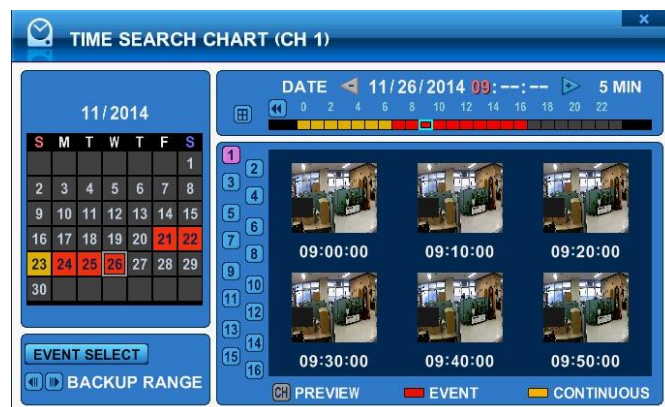 TIME SEARCH CHART (CH 1)
×
11/2014
S M T W T F S
1
2 3 4 5 6 7 8
9 10 11 12 13 14 15
16 17 18 19 20 21 22
23 24 25 26 27 28 29
30
EVENT SELECT
BACKUP RANGE
DATE 11/26/2014 09:--:-- 5 MIN
0 2 4 6 8 10 12 14 16 18 20 22
1
2
3
4
5
6
7
8
9
10
11
12
13
14
15
16
09:00:00 09:10:00 09:20:00
09:30:00 09:40:00 09:50:00
CH PREVIEW EVENT CONTINUOUS